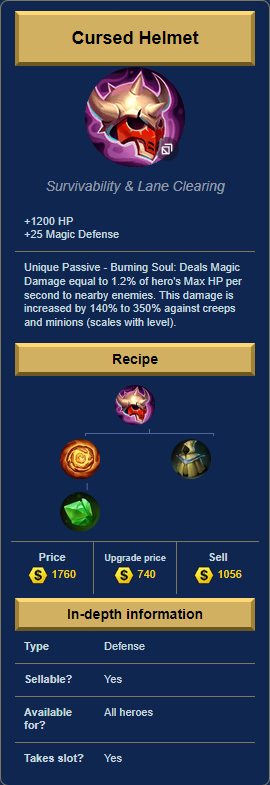 Cursed Helmet
Survivability & Lane Clearing
+1200 HP
+25 Magic Defense
Unique Passive - Burning Soul: Deals Magic
Damage equal to 1.2% of hero's Max HP per
second to nearby enemies. This damage is
increased by 140% to 350% against creeps
and minions (scales with level).
Recipe
Price Upgrade price Sell
$ 1760 $ 740 $ 1056
In-depth information
Type Defense
Sellable? Yes
Available All heroes
for?
Takes slot? Yes